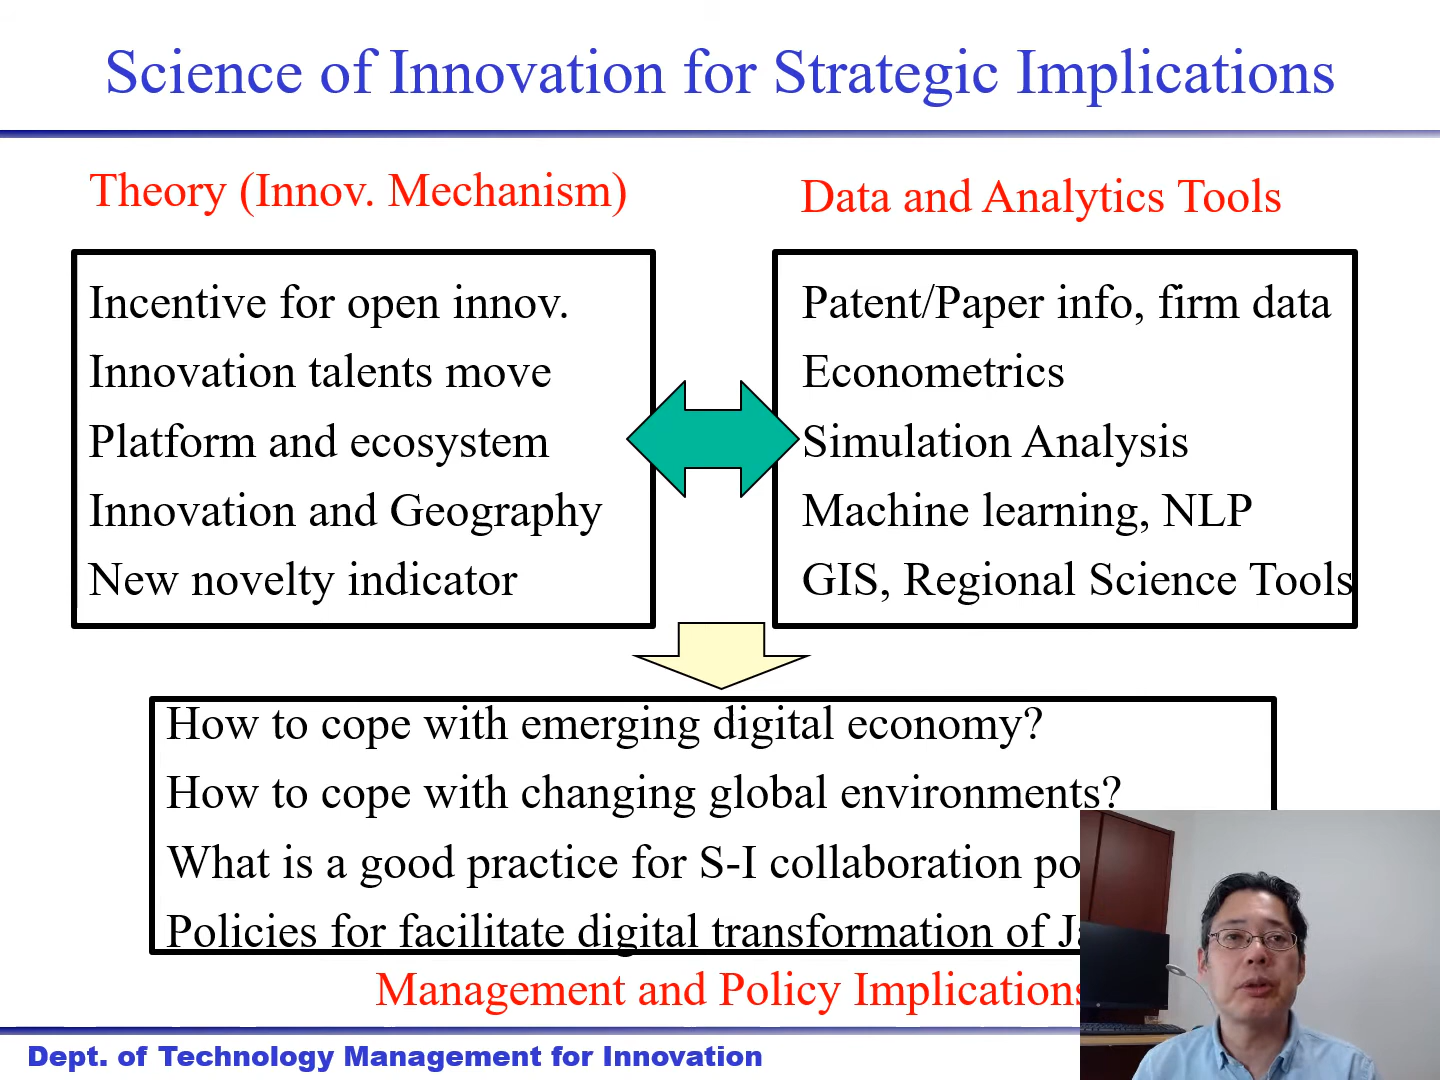 Science of Innovation for Strategic Implications
Theory (Innov. Mechanism)
Data and Analytics Tools
Incentive for open innov.
Innovation talents move
Platform and ecosystem
Innovation and Geography
New novelty indicator
Patent/Paper info, firm data
Econometrics
Simulation Analysis
Machine learning, NLP
GIS, Regional Science Tools
How to cope with emerging digital economy?
How to cope with changing global environments?
What is a good practice for S-I collaboration
Policies for facilitate digital transformation of
Management and Policy Implications
Dept. of Technology Management for Innovation